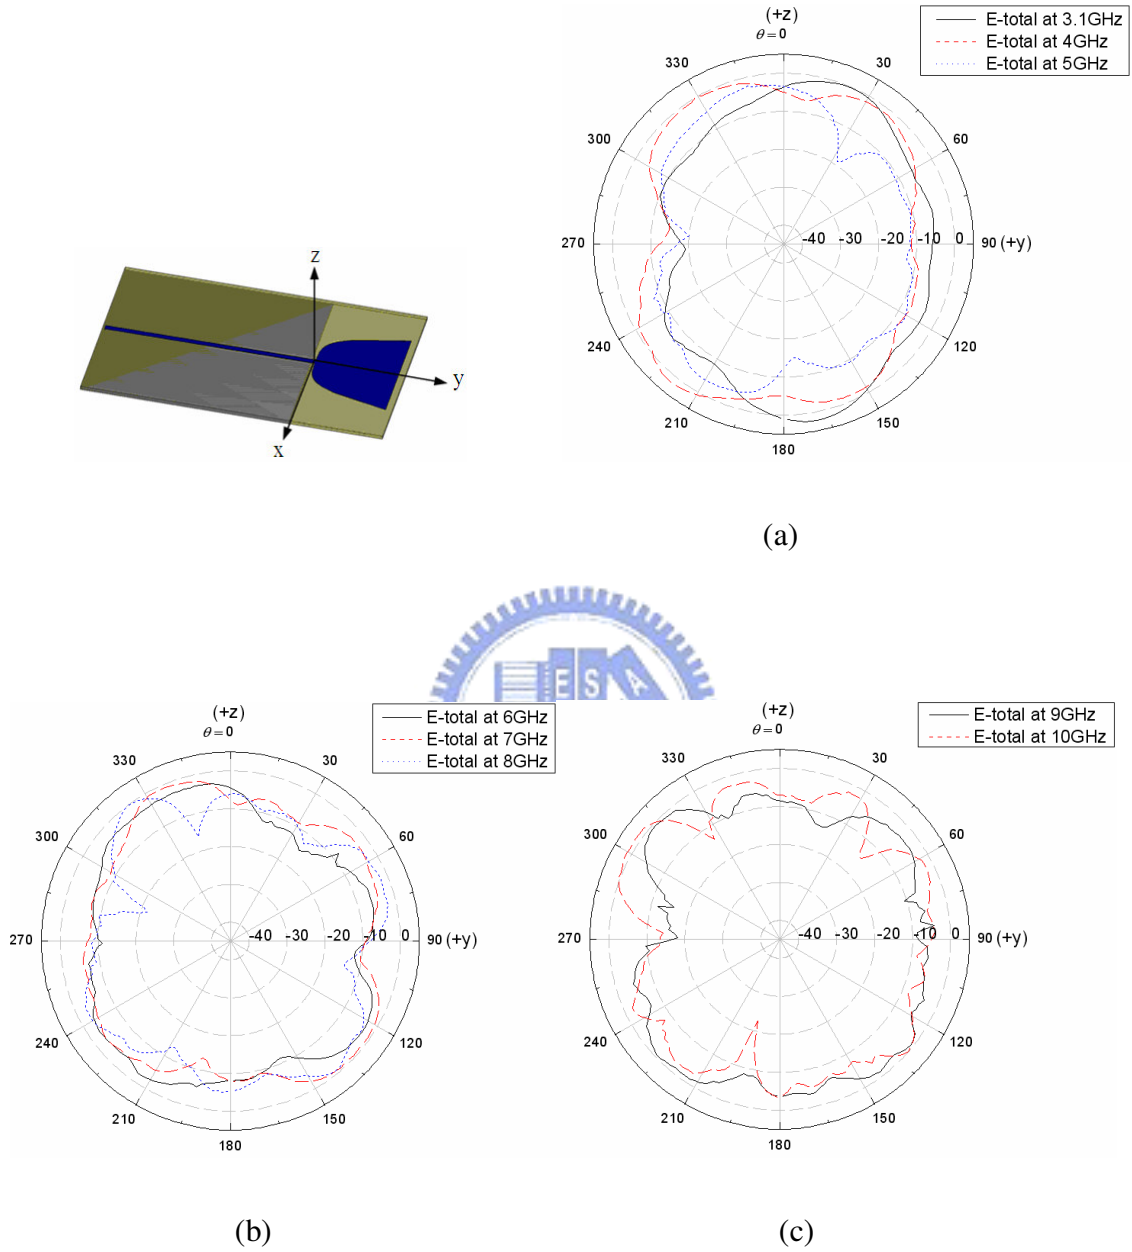 z
y
x
(+z)
θ = 0
E-total at 3.1GHz
E-total at 4GHz
E-total at 5GHz
330
30
300
60
270
-40 -30 -20 -10 0
90 (+y)
240
120
210
150
180
(a)
ESA
(+z)
θ = 0
E-total at 6GHz
E-total at 7GHz
E-total at 8GHz
330
30
300
60
270
-40 -30 -20 -10 0
90 (+y)
240
120
210
150
180
(b)
(+z)
θ = 0
E-total at 9GHz
E-total at 10GHz
330
30
300
60
270
-40 -30 -20 -10 0
90 (+y)
240
120
210
150
180
(c)